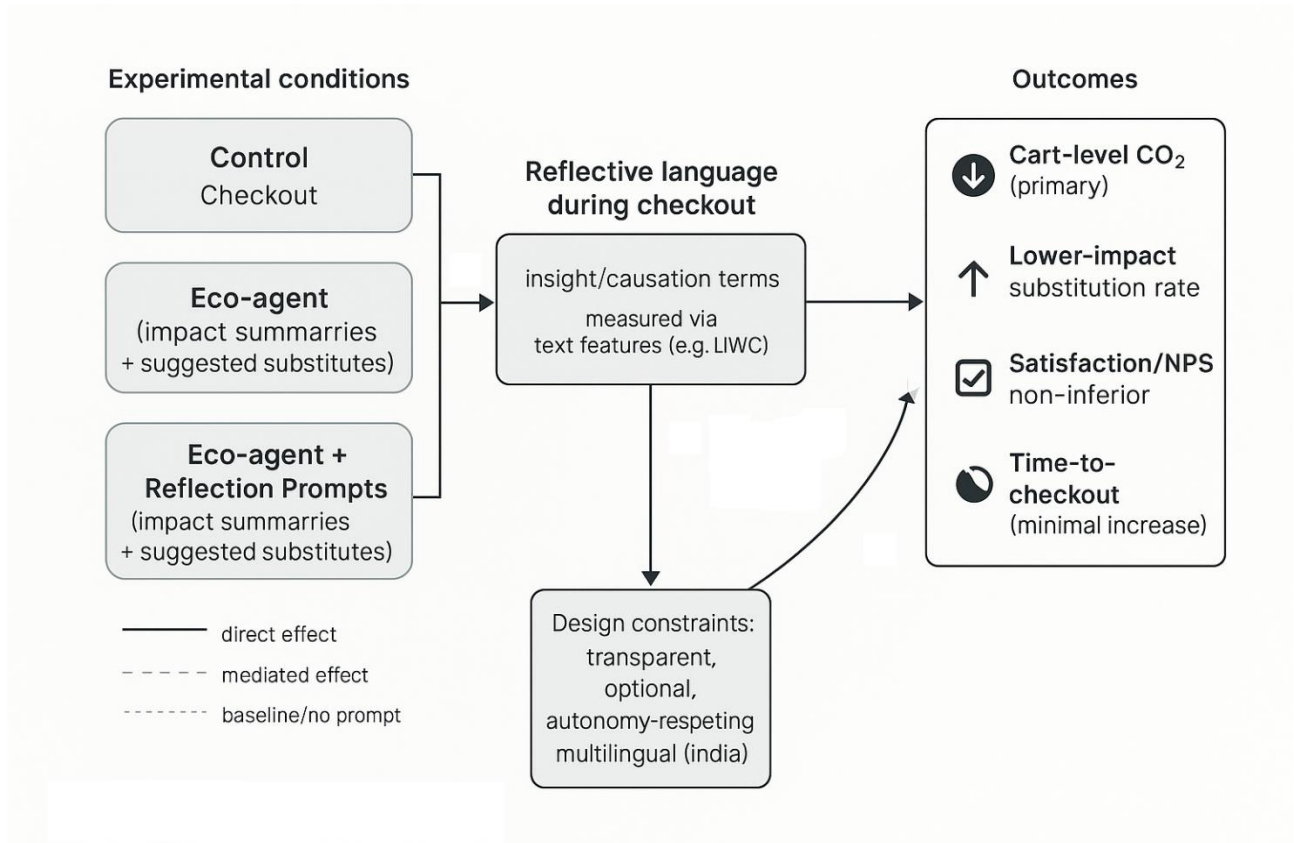 Experimental conditions
Control
Checkout
Eco-agent
(impact summarries
+ suggested substitutes)
Eco-agent +
Reflection Prompts
(impact summarries
+ suggested substitutes)
direct effect
mediated effect
baseline/no prompt
Reflective language
during checkout
insight/causation terms
measured via
text features (e.g. LIWC)
Design constraints:
transparent,
optional,
autonomy-respeting
multilingual (india)
Outcomes
Cart-level CO₂
(primary)
Lower-impact
substitution rate
Satisfaction/NPS
non-inferior
Time-to-
checkout
(minimal increase)